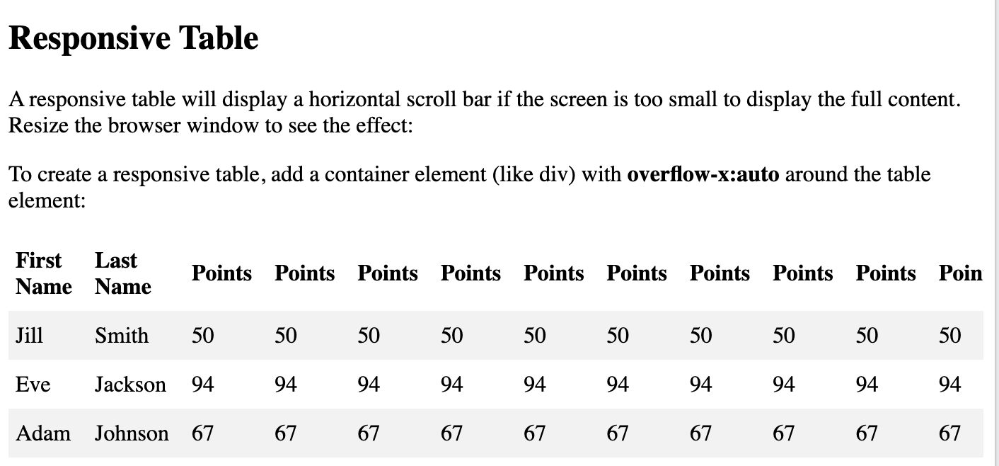 Responsive Table
A responsive table will display a horizontal scroll bar if the screen is too small to display the full content.
Resize the browser window to see the effect:
To create a responsive table, add a container element (like div) with overflow-x:auto around the table
element:
First Name Last Name Points Points Points Points Points Points Points Points Points Poin
Jill Smith 50 50 50 50 50 50 50 50 50 50
Eve Jackson 94 94 94 94 94 94 94 94 94 94
Adam Johnson 67 67 67 67 67 67 67 67 67 67